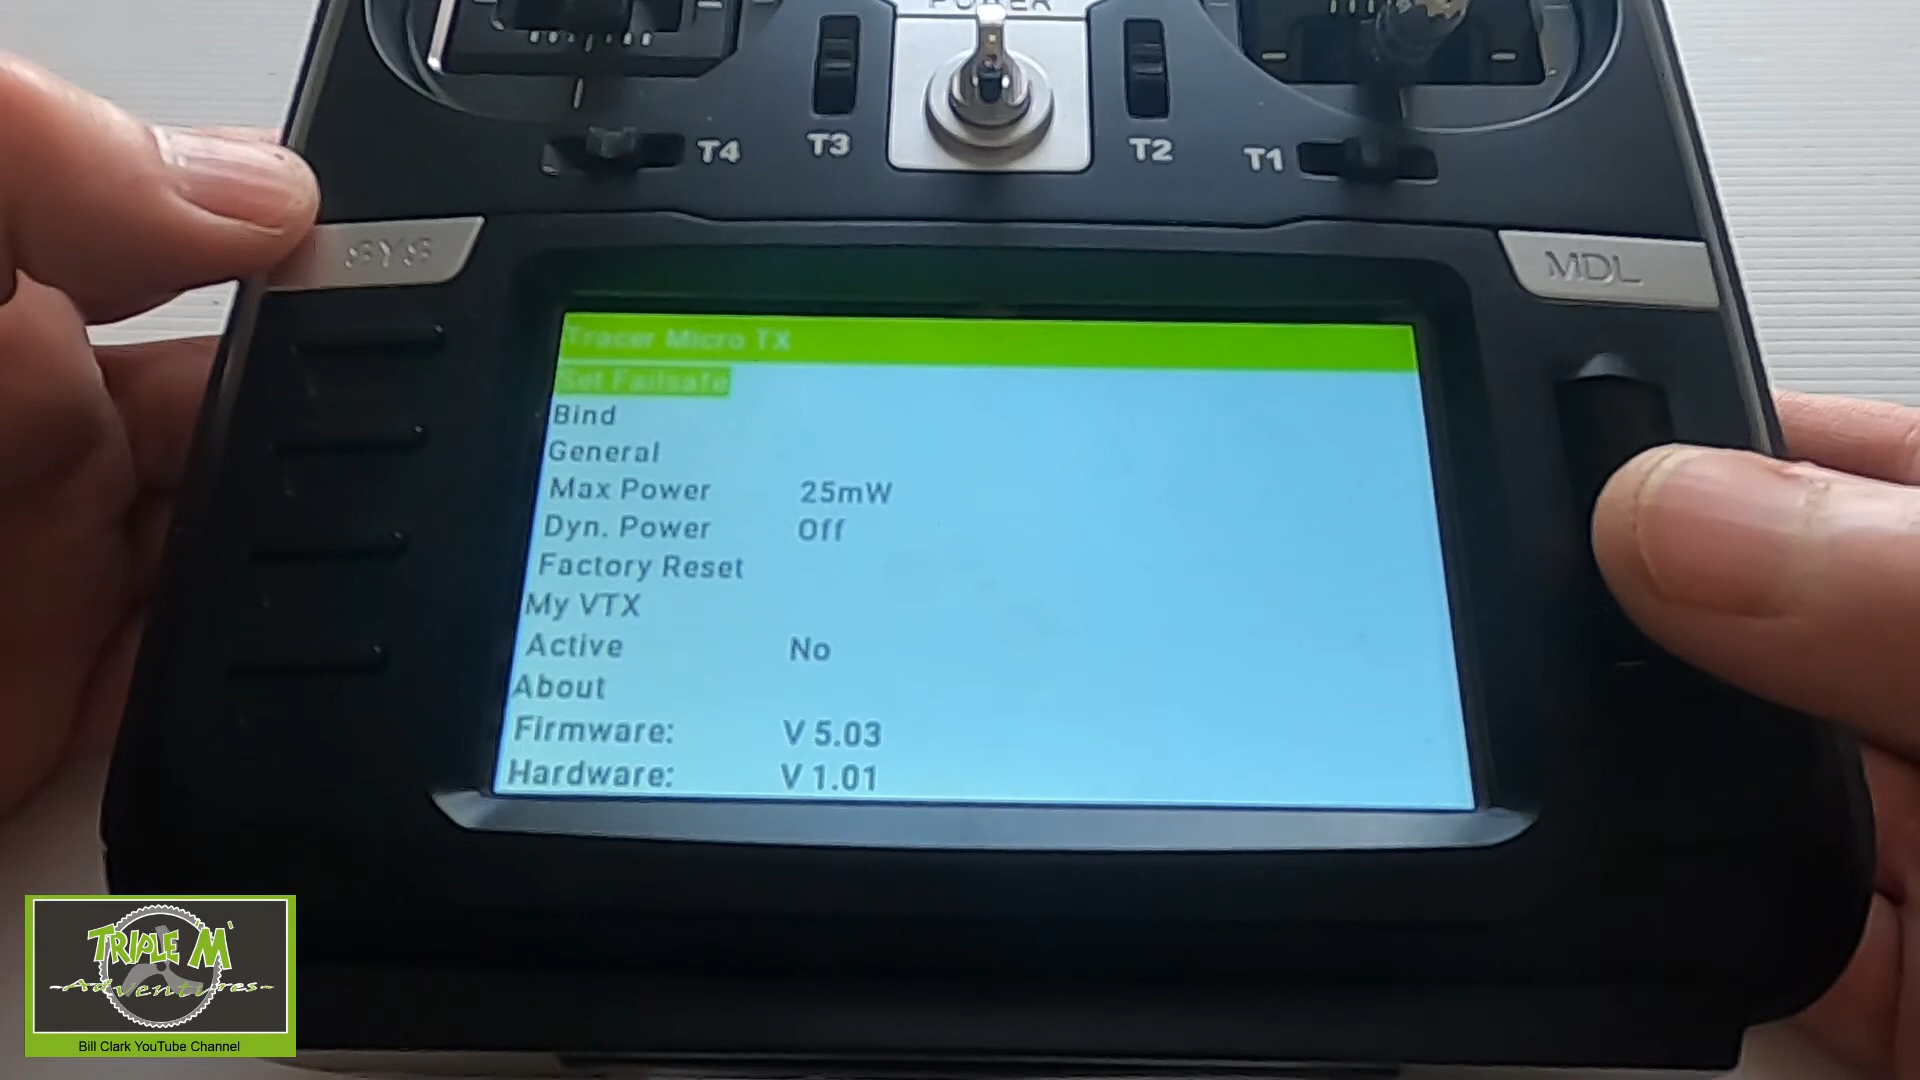 POWER
T4
T3
T2
T1
SYS
MDL
Tracer Micro TX
Set Failsafe
Bind
General
Max Power 25mW
Dyn. Power Off
Factory Reset
My VTX
Active No
About
Firmware: V 5.03
Hardware: V 1.01
TRIPLE M
-Adventures-
Bill Clark YouTube Channel